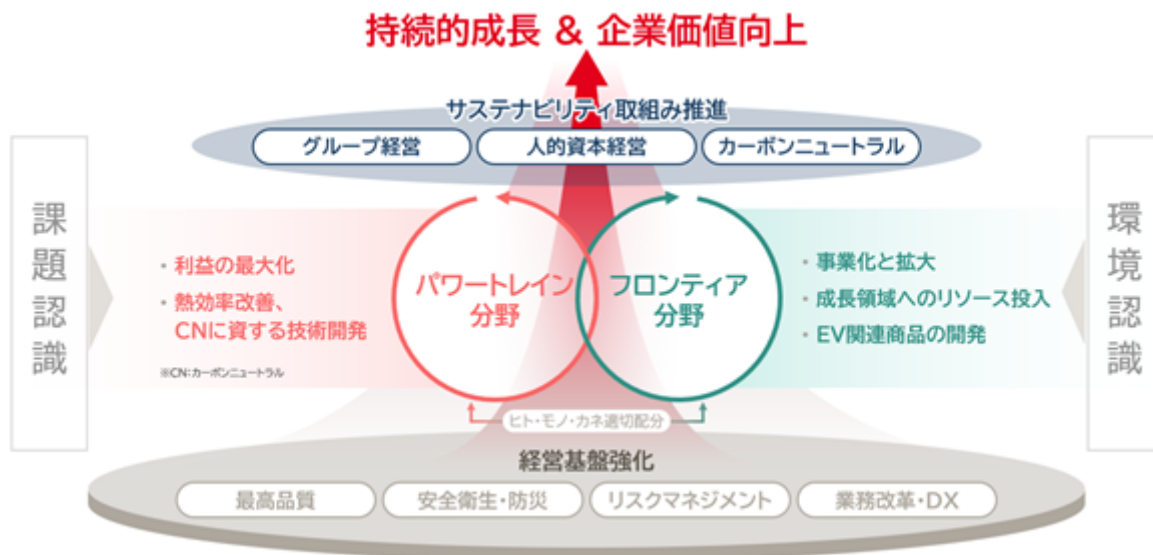 持続的成長 & 企業価値向上
サステナビリティ取組み推進
グループ経営
人的資本経営
カーボンニュートラル
課題認識
・利益の最大化
・熱効率改善、
CNに資する技術開発
※CN:カーボンニュートラル
パワートレイン
分野
フロンティア
分野
・事業化と拡大
・成長領域へのリソース投入
・EV関連商品の開発
環境認識
ヒト・モノ・カネ適切配分
経営基盤強化
最高品質
安全衛生・防災
リスクマネジメント
業務改革・DX